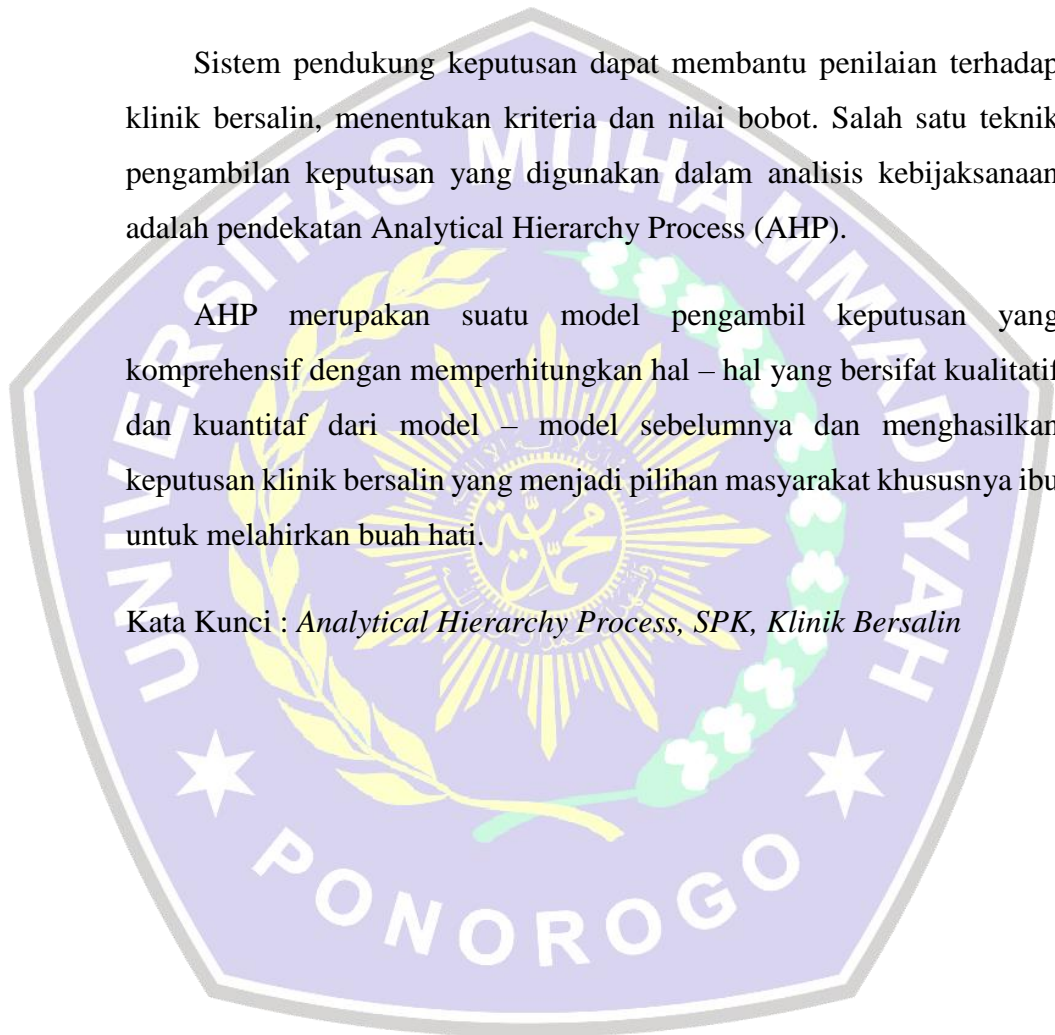 Sistem pendukung keputusan dapat membantu penilaian terhadap
klinik bersalin, menentukan kriteria dan nilai bobot. Salah satu teknik
pengambilan keputusan yang digunakan dalam analisis kebijaksanaan
adalah pendekatan Analytical Hierarchy Process (AHP).
AHP merupakan suatu model pengambil keputusan yang
komprehensif dengan memperhitungkan hal – hal yang bersifat kualitatif
dan kuantitaf dari model – model sebelumnya dan menghasilkan
keputusan klinik bersalin yang menjadi pilihan masyarakat khususnya ibu
untuk melahirkan buah hati.
Kata Kunci : Analytical Hierarchy Process, SPK, Klinik Bersalin
UNIVERSITAS MUHAMMADIYAH
PONOROGO
محمدية